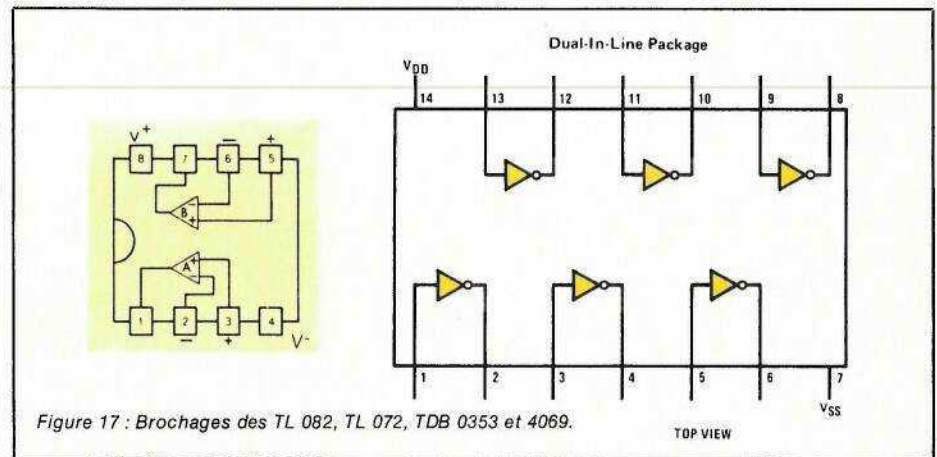 Dual-In-Line Package
VDD
14 13 12 11 10 9 8
V+ − +
8 7 6 5
B − +
A + −
1 2 3 4
− + V-
1 2 3 4 5 6 7
VSS
Figure 17 : Brochages des TL 082, TL 072, TDB 0353 et 4069.
TOP VIEW